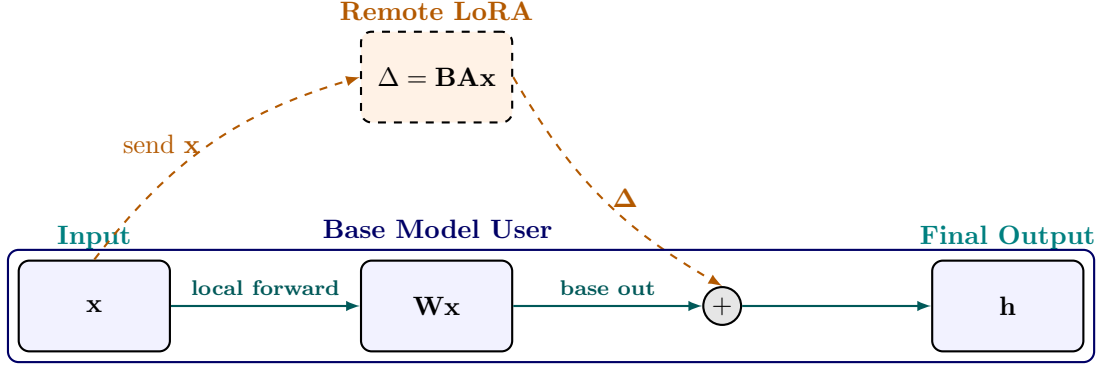 Remote LoRA
Δ = BAx
send x
Δ
Input
Base Model User
Final Output
x
local forward
Wx
base out
+
h